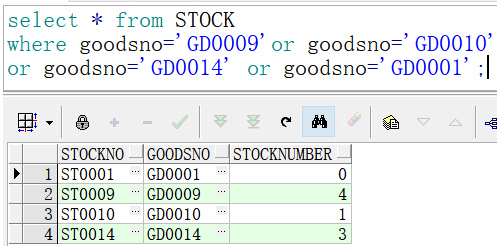 select * from STOCK
where goodsno='GD0009'or goodsno='GD0010'
or goodsno='GD0014' or goodsno='GD0001';
STOCKNO GOODSNO STOCKNUMBER
1 ST0001 ... GD0001 ... 0
2 ST0009 ... GD0009 ... 4
3 ST0010 ... GD0010 ... 1
4 ST0014 ... GD0014 ... 3